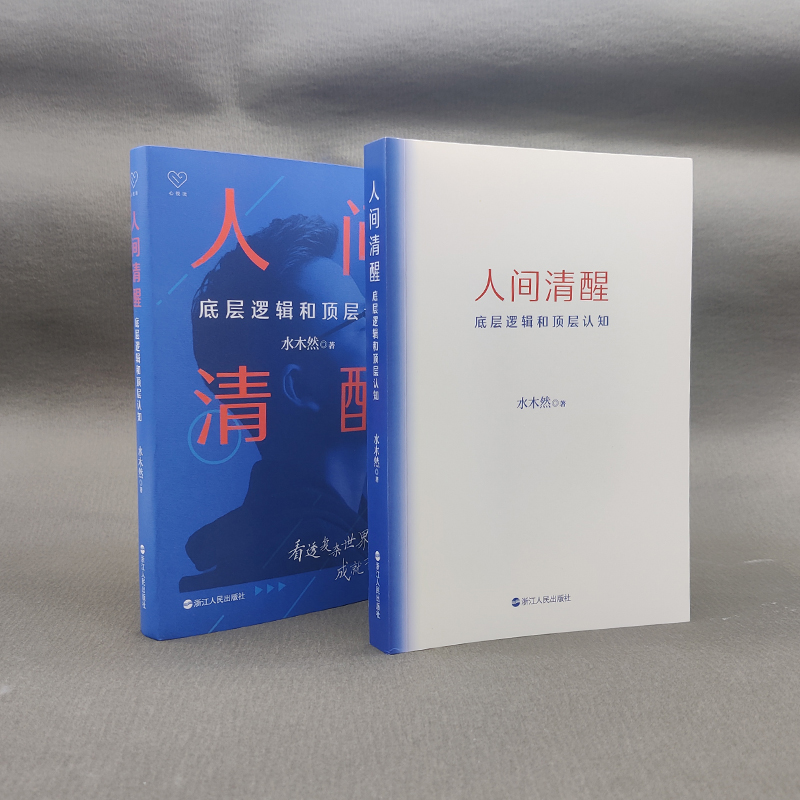 人间清醒
底层逻辑和顶层认知
水木然◎著
浙江人民出版社
人间
清醒
底层逻辑和顶层
水木然◎著
看透复杂世界
成就
浙江人民出版社
人间清醒
底层逻辑和顶层认知
水木然◎著
浙江人民出版社
人间清醒
底层逻辑和顶层认知
水木然◎著
浙江人民出版社